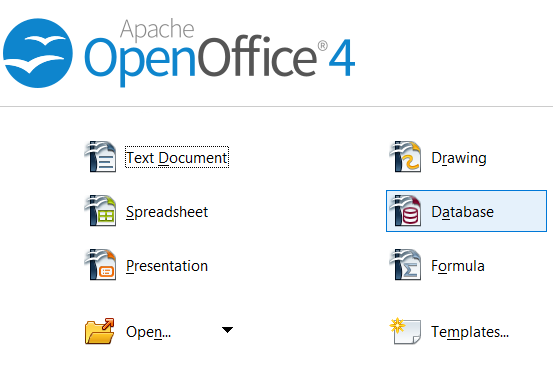 Apache
OpenOffice® 4
Text Document
Drawing
Spreadsheet
Database
Presentation
Formula
Open...
Templates...